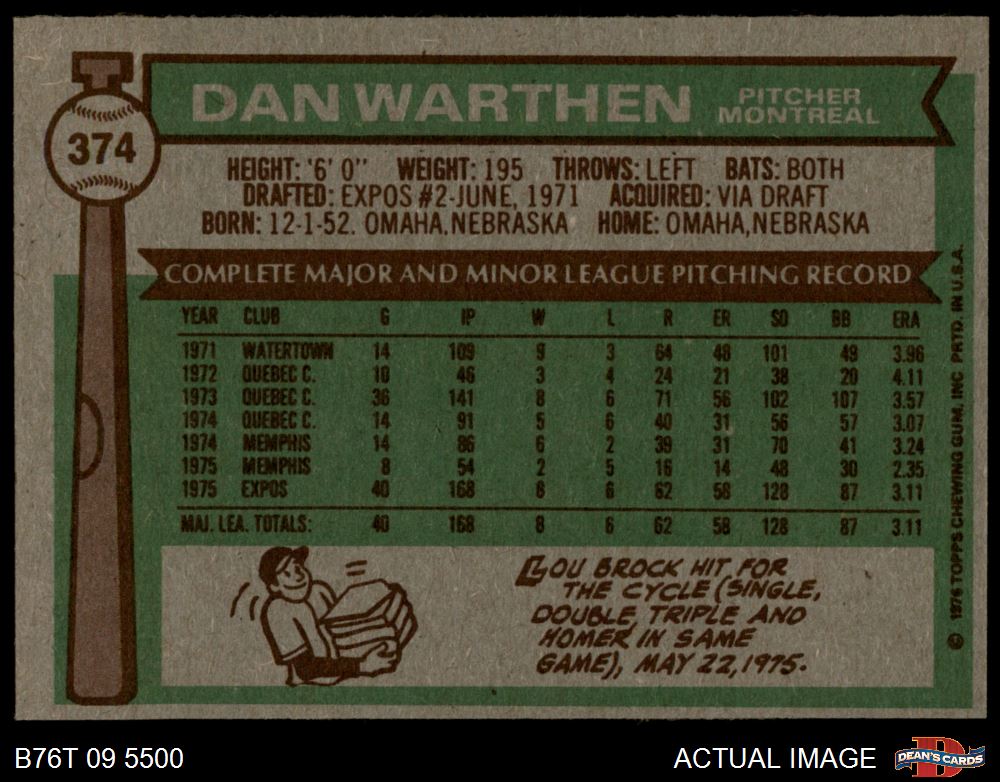 374
DAN WARTHEN
PITCHER
MONTREAL
HEIGHT: '6' 0" WEIGHT: 195 THROWS: LEFT BATS: BOTH
DRAFTED: EXPOS #2-JUNE, 1971 ACQUIRED: VIA DRAFT
BORN: 12-1-52. OMAHA, NEBRASKA HOME: OMAHA, NEBRASKA
COMPLETE MAJOR AND MINOR LEAGUE PITCHING RECORD
YEAR CLUB G IP W L R ER SO BB ERA
1971 WATERTOWN 14 109 9 3 64 48 101 49 3.96
1972 QUEBEC C. 10 46 3 4 24 21 38 20 4.11
1973 QUEBEC C. 36 141 8 6 71 56 102 107 3.57
1974 QUEBEC C. 14 91 5 6 40 31 56 57 3.07
1974 MEMPHIS 14 86 6 2 39 31 70 41 3.24
1975 MEMPHIS 8 54 2 5 16 14 48 30 2.35
1975 EXPOS 40 168 8 6 62 58 128 87 3.11
MAJ. LEA. TOTALS: 40 168 8 6 62 58 128 87 3.11
LOU BROCK HIT FOR
THE CYCLE (SINGLE,
DOUBLE, TRIPLE AND
HOMER IN SAME
GAME), MAY 22, 1975.
© 1976 TOPPS CHEWING GUM, INC PRTD. IN U.S.A.
B76T 09 5500
ACTUAL IMAGE
D
DEAN'S CARDS